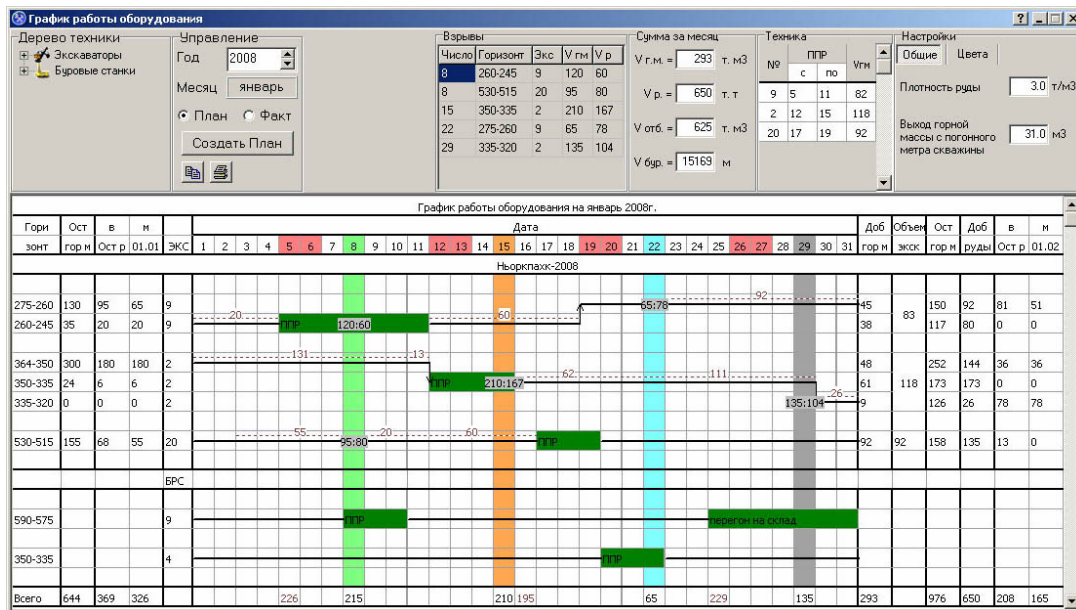 График работы оборудования
Дерево техники
Экскаваторы
Буровые станки
Управление
Год 2008
Месяц январь
План Факт
Создать План
Взрывы
Число Горизонт Экс V гм V р
8 260-245 9 120 60
8 530-515 20 95 80
15 350-335 2 210 167
22 275-260 9 65 78
29 335-320 2 135 104
Сумма за месяц
V г.м. = 293 т. м3
V р. = 650 т. т
V отб. = 625 т. м3
V бур. = 15169 м
Техника
№ ППР Vгм
с по
9 5 11 82
2 12 15 118
20 17 19 92
Настройки
Общие Цвета
Плотность руды 3.0 т/м3
Выход горной
массы с погонного
метра скважины
31.0 м3
График работы оборудования на январь 2008г.
Гори Ост в м Дата Доб Объем Ост Доб в м
зонт гор м Ост р 01.01 ЭКС 1 2 3 4 5 6 7 8 9 10 11 12 13 14 15 16 17 18 19 20 21 22 23 24 25 26 27 28 29 30 31 гор м экск гор м руды Ост р 01.02
Ньоркпахк-2008
92
275-260 130 95 65 9 65:78 45 150 92 81 51
83
20 60
260-245 35 20 20 9 ППР 120:60 38 117 80 0 0
131 13
364-350 300 180 180 2 48 252 144 36 36
62 111
350-335 24 6 6 2 ППР 210:167 61 118 173 173 0 0
26
335-320 0 0 0 2 135:104 9 126 26 78 78
55 20 60
530-515 155 68 55 20 95:80 ППР 92 92 158 135 13 0
БРС
590-575 9 ППР перегон на склад
350-335 4 ППР
Всего 644 369 326 226 215 210 195 65 229 135 293 976 650 208 165